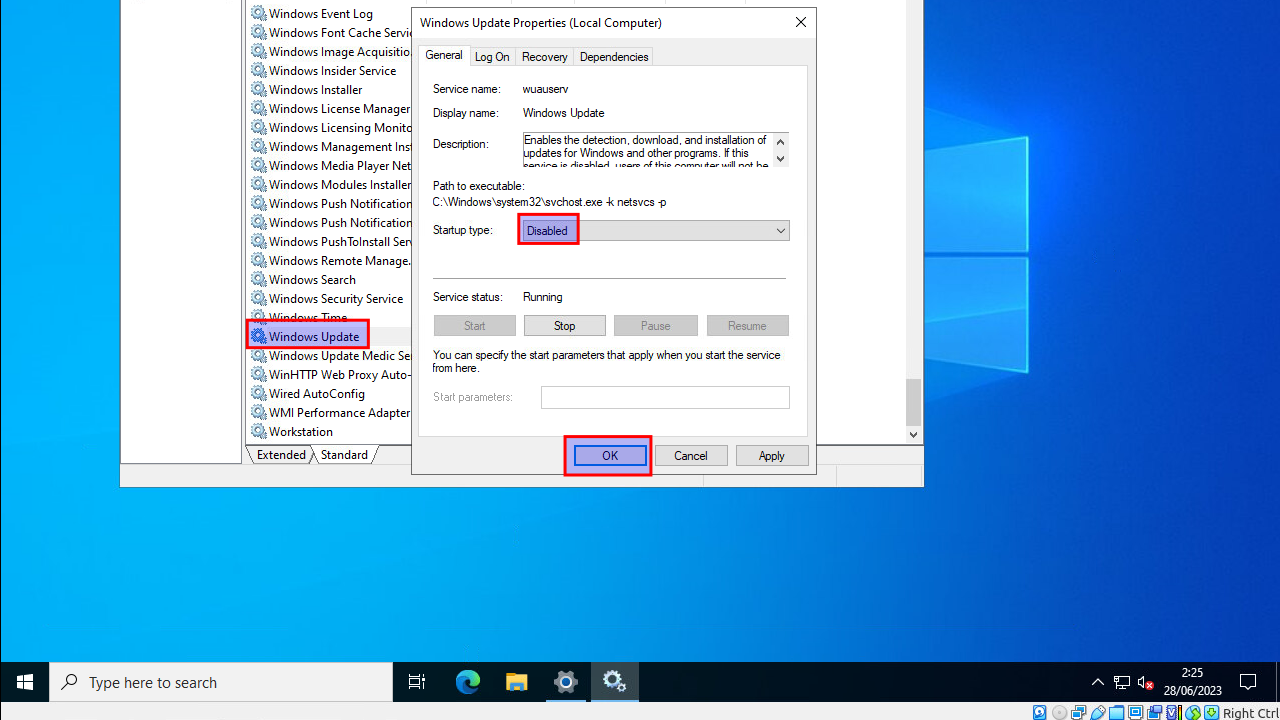 Windows Event Log
Windows Font Cache Servic
Windows Image Acquisitio..
Windows Insider Service
Windows Installer
Windows License Manager
Windows Licensing Monito
Windows Management Inst
Windows Media Player Net
Windows Modules Installer
Windows Push Notification
Windows Push Notification
Windows PushToInstall Serv
Windows Remote Manage.
Windows Search
Windows Security Service
Windows Time
Windows Update
Windows Update Medic Se
WinHTTP Web Proxy Auto-
Wired AutoConfig
WMI Performance Adapter
Workstation
Extended
Standard
Windows Update Properties (Local Computer)
General
Log On
Recovery
Dependencies
Service name: wuauserv
Display name: Windows Update
Description: Enables the detection, download, and installation of
updates for Windows and other programs. If this
service is disabled, users of this computer will not be
Path to executable:
C:\Windows\system32\svchost.exe -k netsvcs -p
Startup type: Disabled
Service status: Running
Start
Stop
Pause
Resume
You can specify the start parameters that apply when you start the service
from here.
Start parameters:
OK
Cancel
Apply
Type here to search
2:25
28/06/2023
Right Ctrl